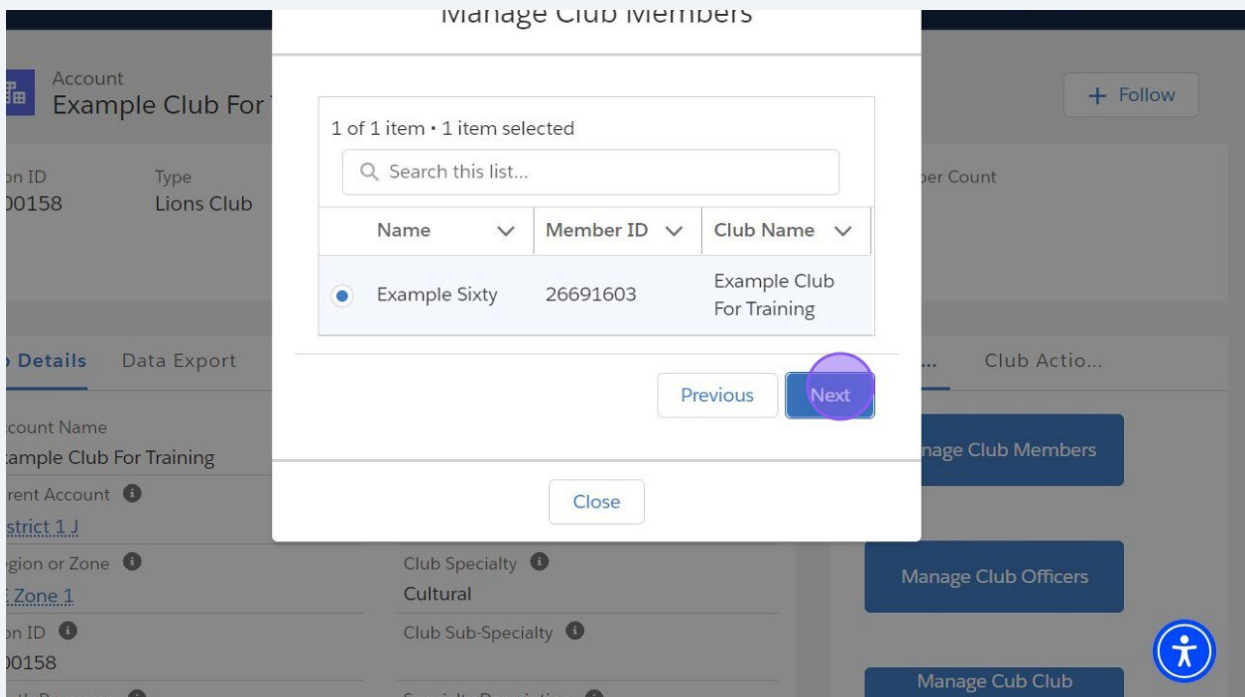 Manage Club Members
Account
Example Club For
+ Follow
on ID
00158
Type
Lions Club
per Count
1 of 1 item • 1 item selected
Search this list...
Name
Member ID
Club Name
Example Sixty
26691603
Example Club
For Training
Previous
Next
Close
Details
Data Export
...
Club Actio...
ccount Name
ample Club For Training
rent Account
strict 1 J
gion or Zone
Zone 1
on ID
00158
Club Specialty
Cultural
Club Sub-Specialty
nage Club Members
Manage Club Officers
Manage Cub Club